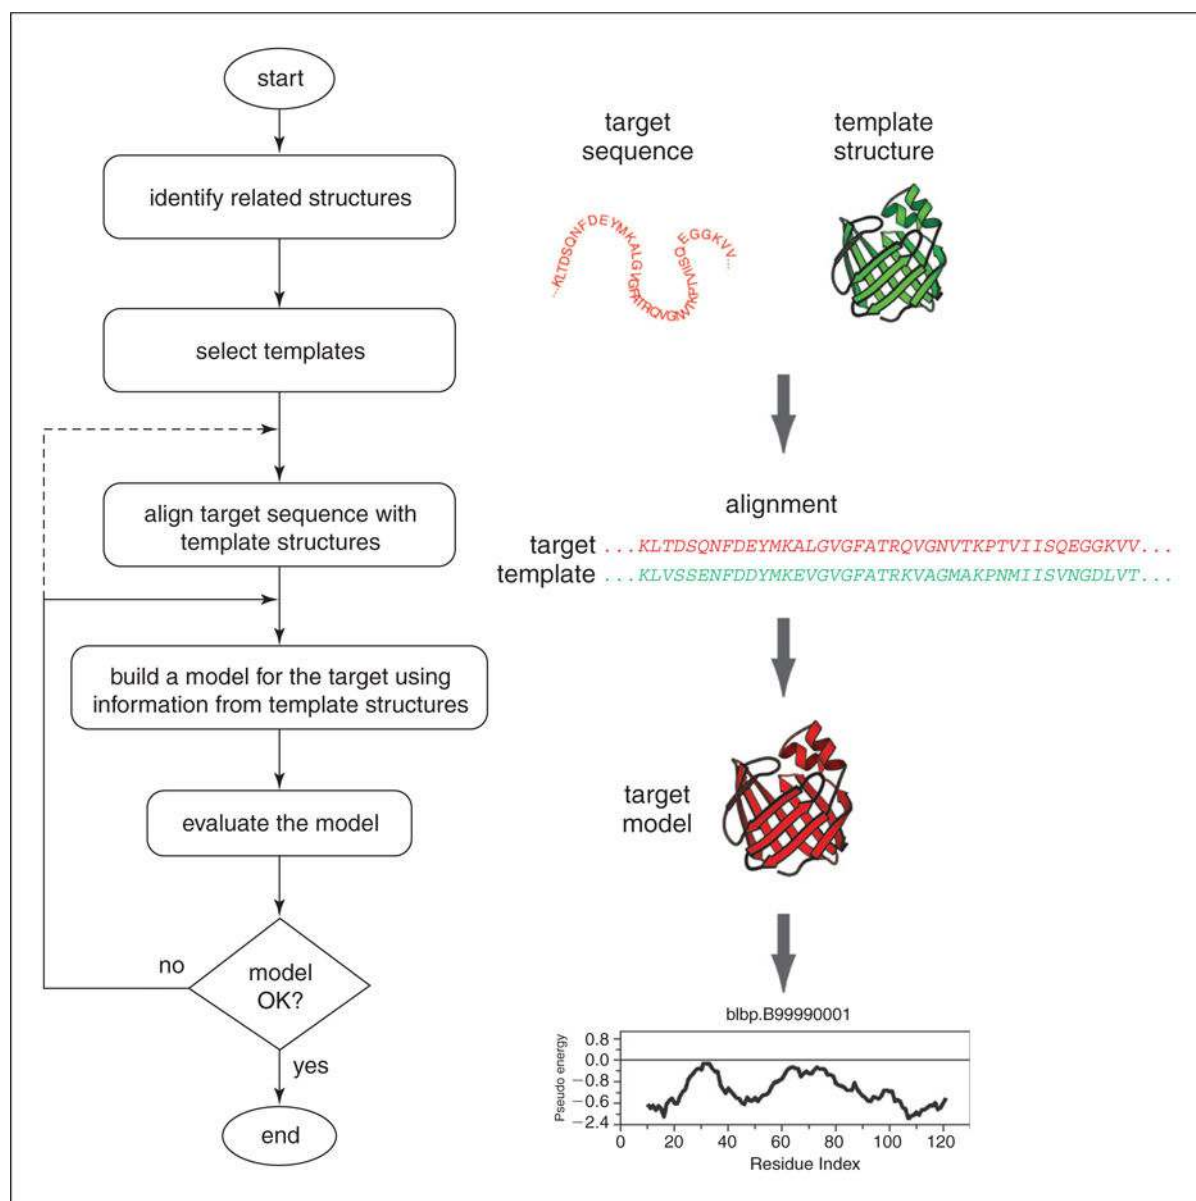 start
identify related structures
select templates
align target sequence with
template structures
build a model for the target using
information from template structures
evaluate the model
no
model
OK?
yes
end
target
sequence
template
structure
...KLTDSQNFDEYMKALGVGFATRQVGNVTKPTVIISQEGGKVV...
alignment
target ...KLTDSQNFDEYMKALGVGFATRQVGNVTKPTVIISQEGGKVV...
template ...KLVSSENFDDYMKEVGVGFATRKVAGMAKPNMIISVNGDLVT...
target
model
blbp.B99990001
Pseudo energy
0.8
0.0
−0.8
−0.6
−2.4
0 20 40 60 80 100 120
Residue Index